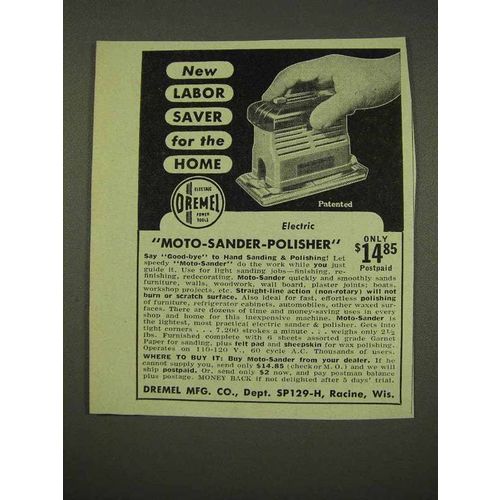 New
LABOR
SAVER
for the
HOME
Patented
ELECTRIC
DREMEL
POWER
TOOLS
Electric
"MOTO-SANDER-POLISHER"
ONLY
$14.85
Postpaid
Say "Good-bye" to Hand Sanding & Polishing! Let
speedy "Moto-Sander" do the work while you just
guide it. Use for light sanding jobs—finishing, re-
finishing, redecorating. Moto-Sander quickly and smoothly sands
furniture, walls, woodwork, wall board, plaster joints; boats,
workshop projects, etc. Straight-line action (non-rotary) will not
burn or scratch surface. Also ideal for fast, effortless polishing
of furniture, refrigerator cabinets, automobiles, other waxed sur-
faces. There are dozens of time and money-saving uses in every
shop and home for this inexpensive machine. Moto-Sander is
the lightest, most practical electric sander & polisher. Gets into
tight corners . . . 7,200 strokes a minute . . . weighs only 2½
lbs. Furnished complete with 6 sheets assorted grade Garnet
Paper for sanding, plus felt pad and sheepskin for wax polishing.
Operates on 110-120 V., 60 cycle A.C. Thousands of users.
WHERE TO BUY IT: Buy Moto-Sander from your dealer. If he
cannot supply you, send only $14.85 (check or M.O.) and we will
ship postpaid. Or, send only $2 now, and pay postman balance
plus postage. MONEY BACK if not delighted after 5 days' trial.
DREMEL MFG. CO., Dept. SP129-H, Racine, Wis.